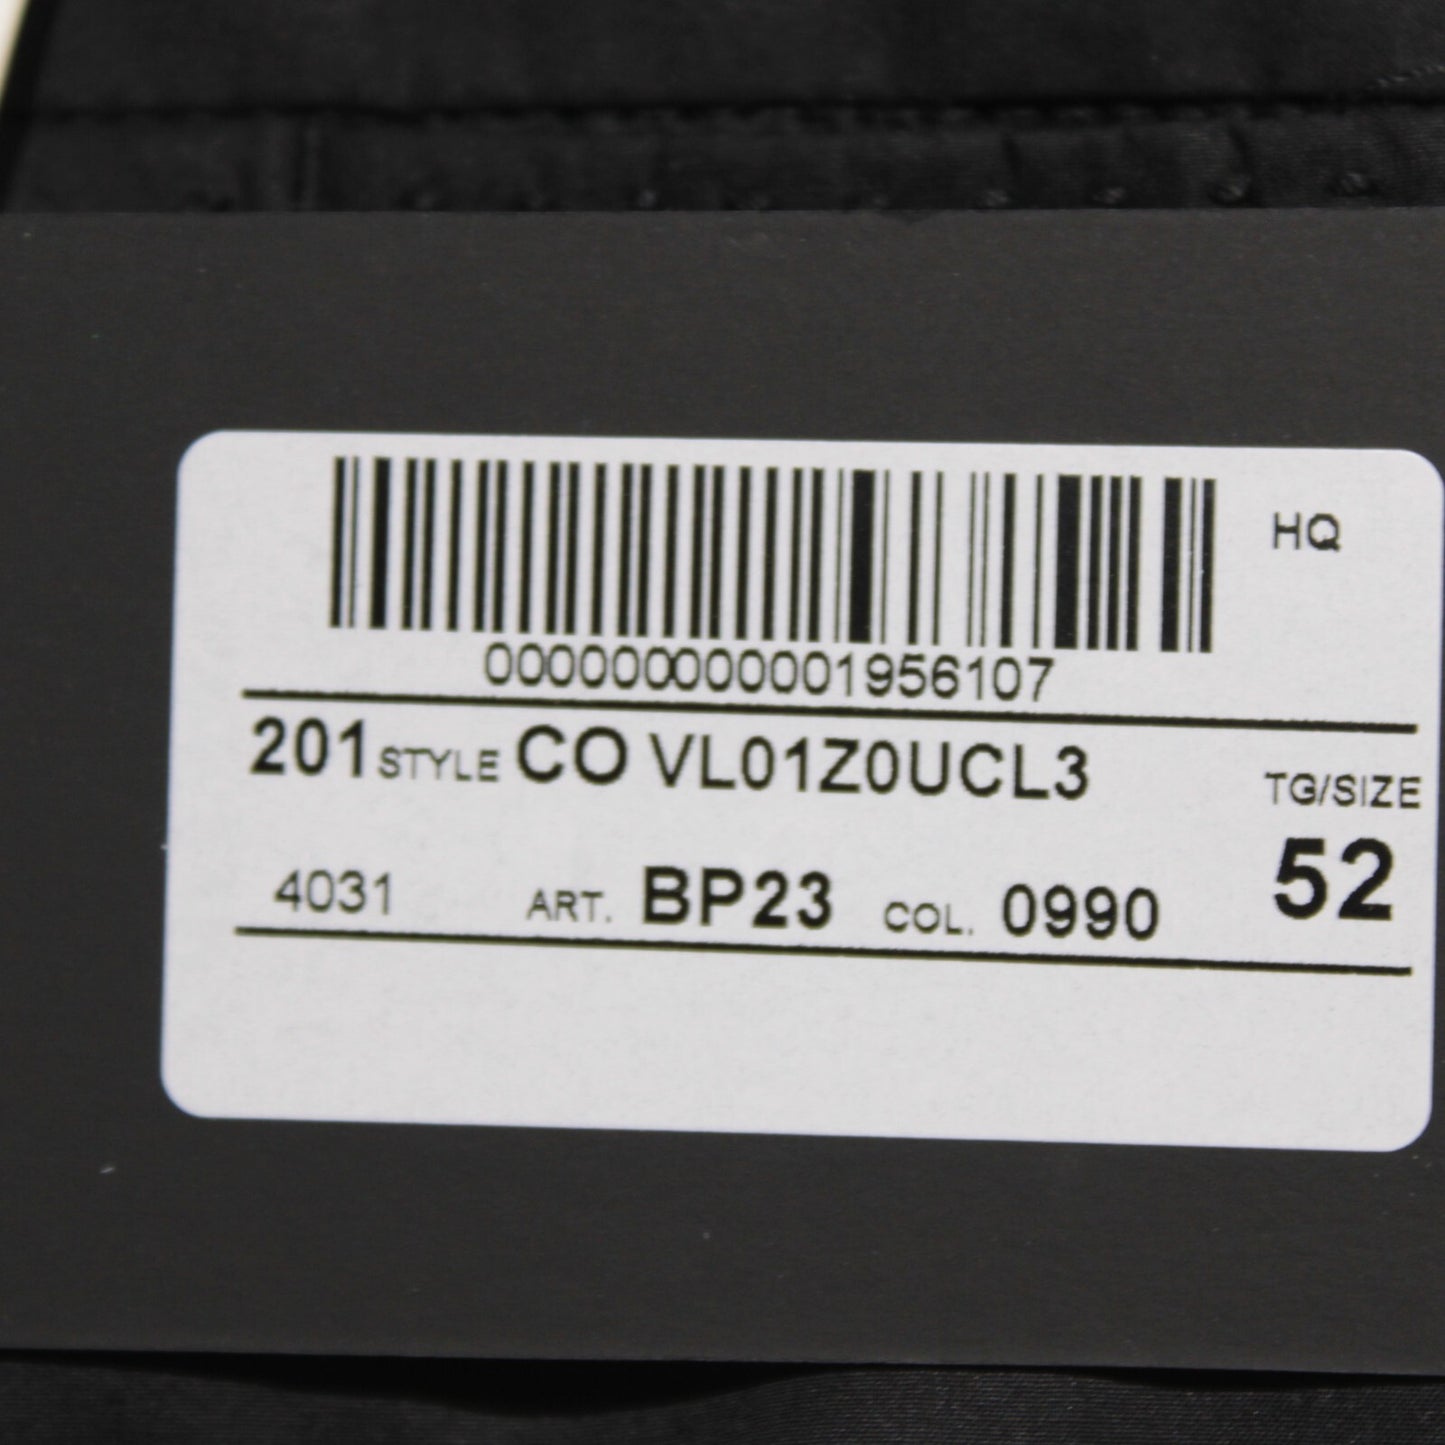 HQ
000000000001956107
201 STYLE CO VL01Z0UCL3
TG/SIZE
52
4031 ART. BP23 COL. 0990